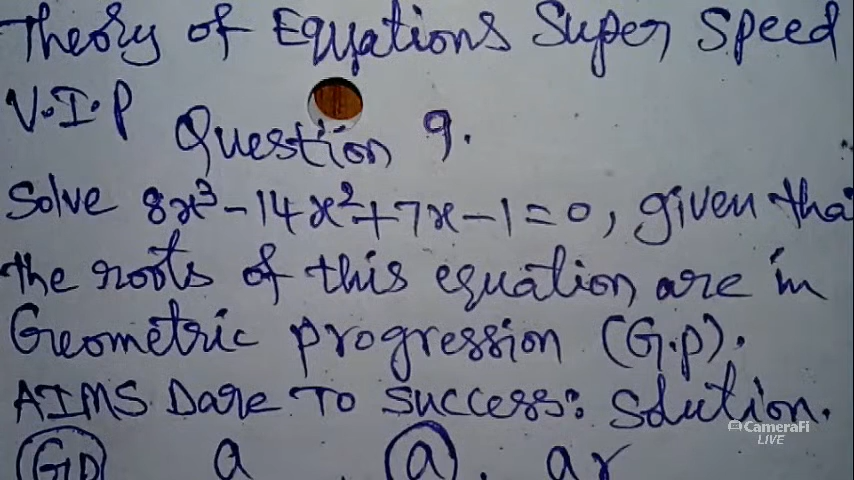 Theory of Equations Super Speed
V.I.P
Question 9.
Solve 8x³-14x²+7x-1=0, given tha
the roots of this equation are in
Geometric progression (G.p).
AIMS Dare To success: Solution.
CameraFi
LIVE
G.p a , a , ar